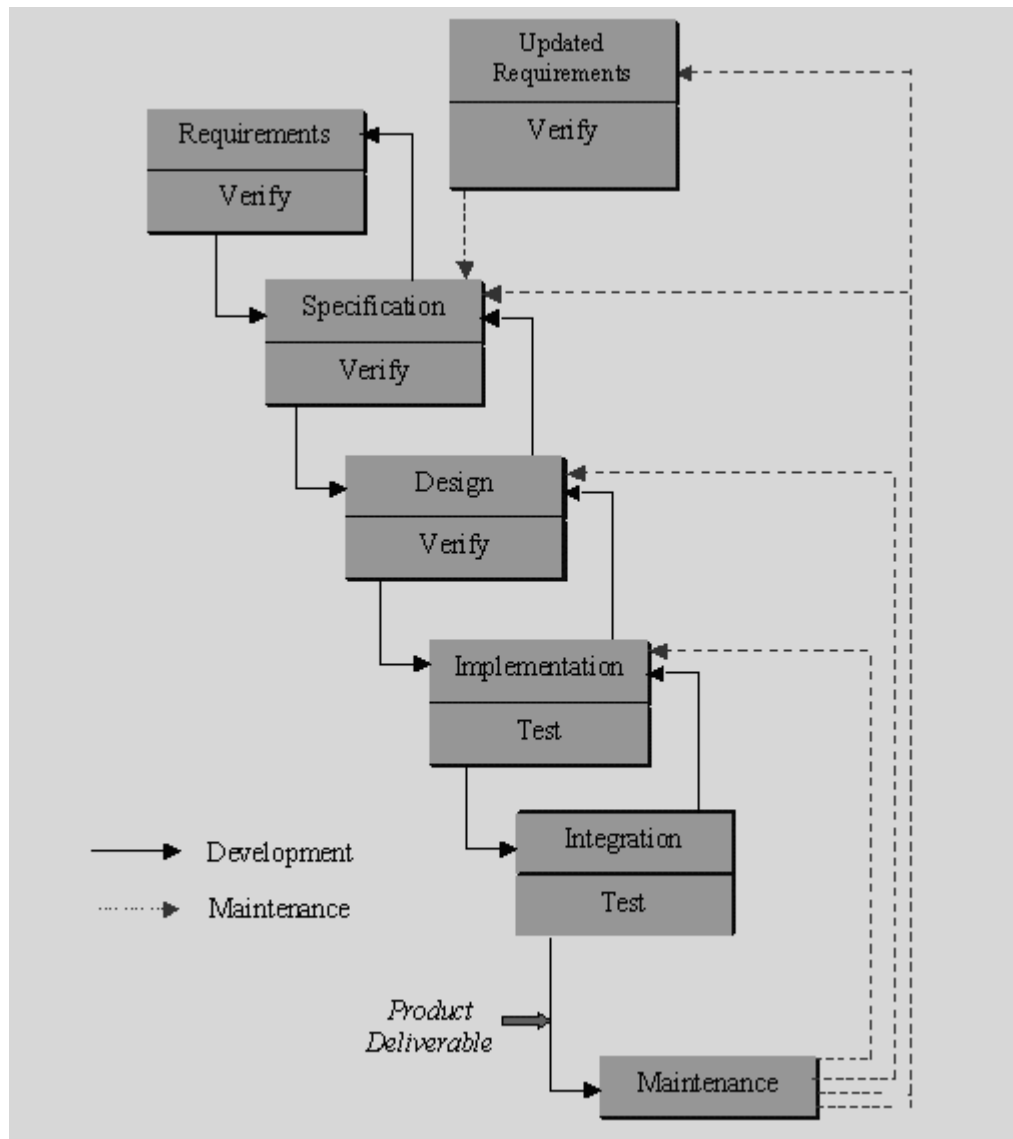 Updated
Requirements
Verify
Requirements
Verify
Specification
Verify
Design
Verify
Implementation
Test
Integration
Test
Development
Maintenance
Product
Deliverable
Maintenance